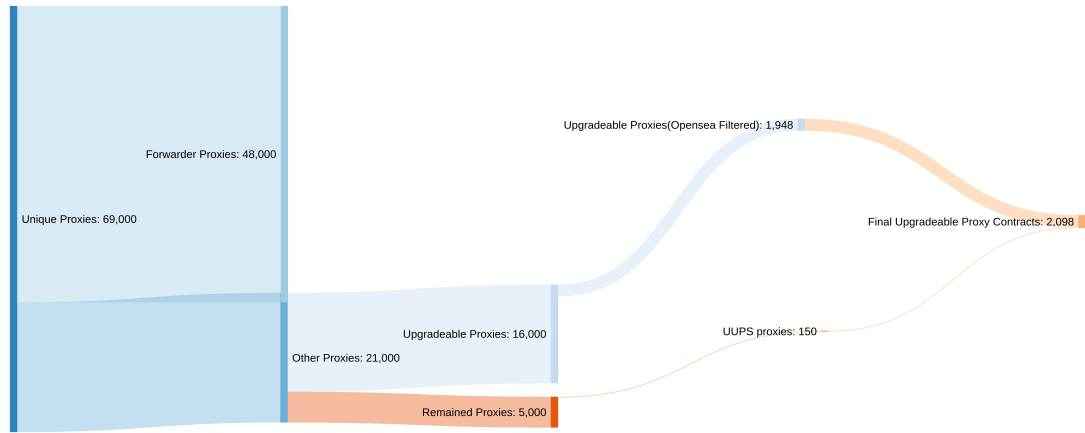 Upgradeable Proxies(Opensea Filtered): 1,948
Forwarder Proxies: 48,000
Unique Proxies: 69,000
Final Upgradeable Proxy Contracts: 2,098
UUPS proxies: 150
Upgradeable Proxies: 16,000
Other Proxies: 21,000
Remained Proxies: 5,000